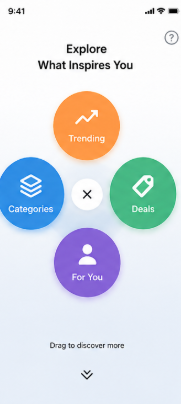 9:41
Explore
What Inspires You
Trending
Categories
Deals
For You
Drag to discover more